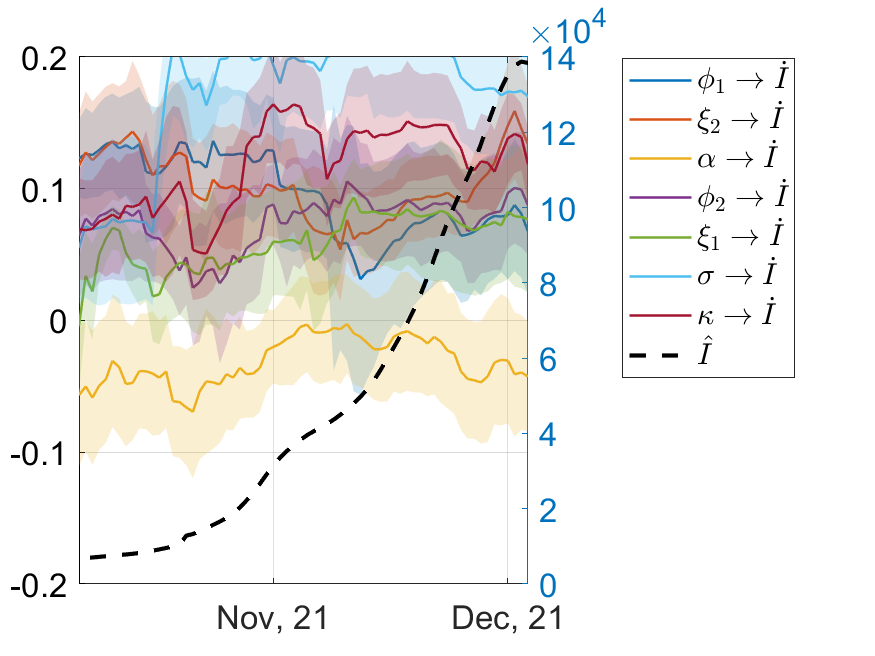 ×10⁴
0.2
0.1
0
-0.1
-0.2
14
12
10
8
6
4
2
0
Nov, 21
Dec, 21
ϕ₁ → İ
ξ₂ → İ
α → İ
ϕ₂ → İ
ξ₁ → İ
σ → İ
κ → İ
Î